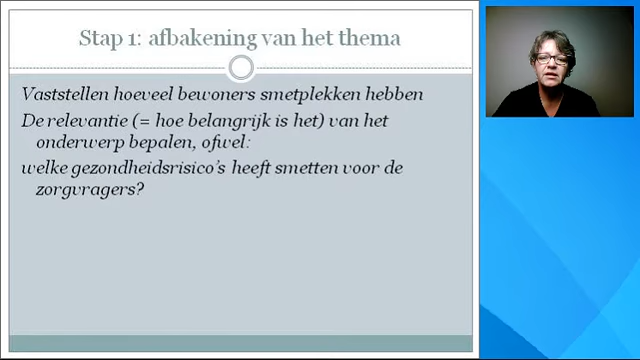 Stap 1: afbakening van het thema
Vaststellen hoeveel bewoners smetplekken hebben
De relevantie (= hoe belangrijk is het) van het
onderwerp bepalen, ofwel:
welke gezondheidsrisico's heeft smetten voor de
zorgvragers?